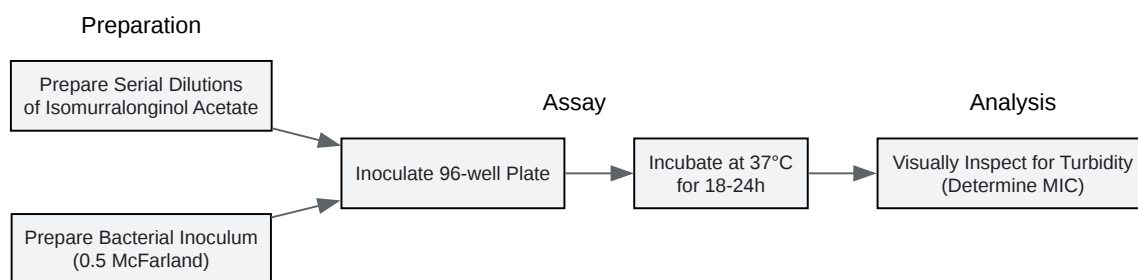 Preparation
Prepare Serial Dilutions
of Isomurralonginol Acetate
Prepare Bacterial Inoculum
(0.5 McFarland)
Assay
Inoculate 96-well Plate
Incubate at 37°C
for 18-24h
Analysis
Visually Inspect for Turbidity
(Determine MIC)